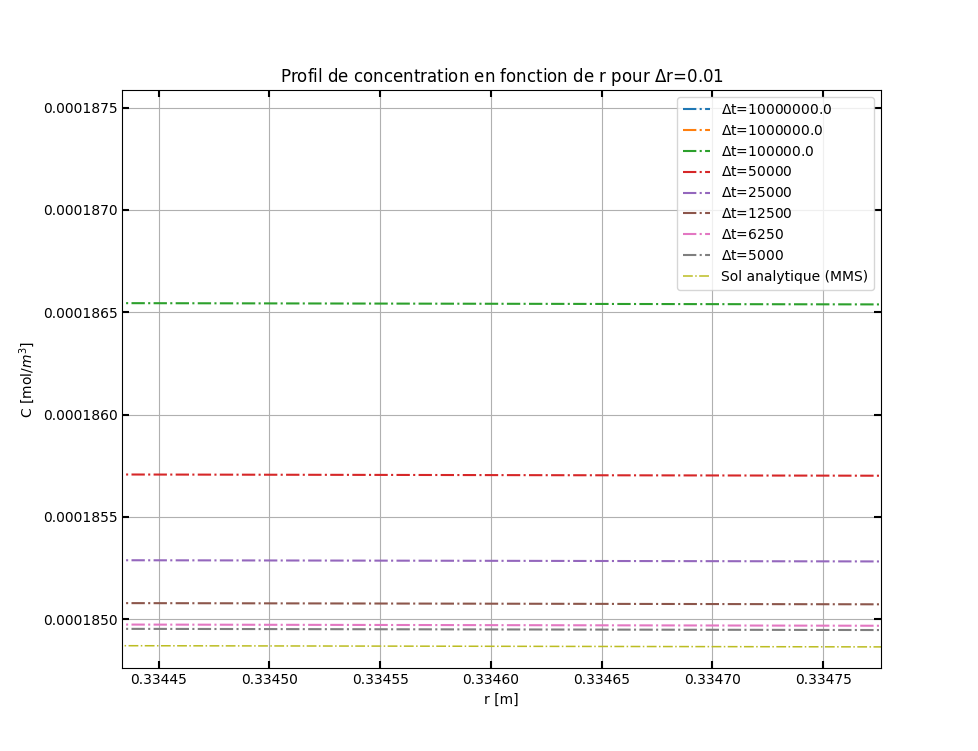 Profil de concentration en fonction de r pour Δr=0.01
0.0001875
0.0001870
0.0001865
0.0001860
0.0001855
0.0001850
C [mol/m³]
Δt=10000000.0
Δt=1000000.0
Δt=100000.0
Δt=50000
Δt=25000
Δt=12500
Δt=6250
Δt=5000
Sol analytique (MMS)
0.33445 0.33450 0.33455 0.33460 0.33465 0.33470 0.33475
r [m]